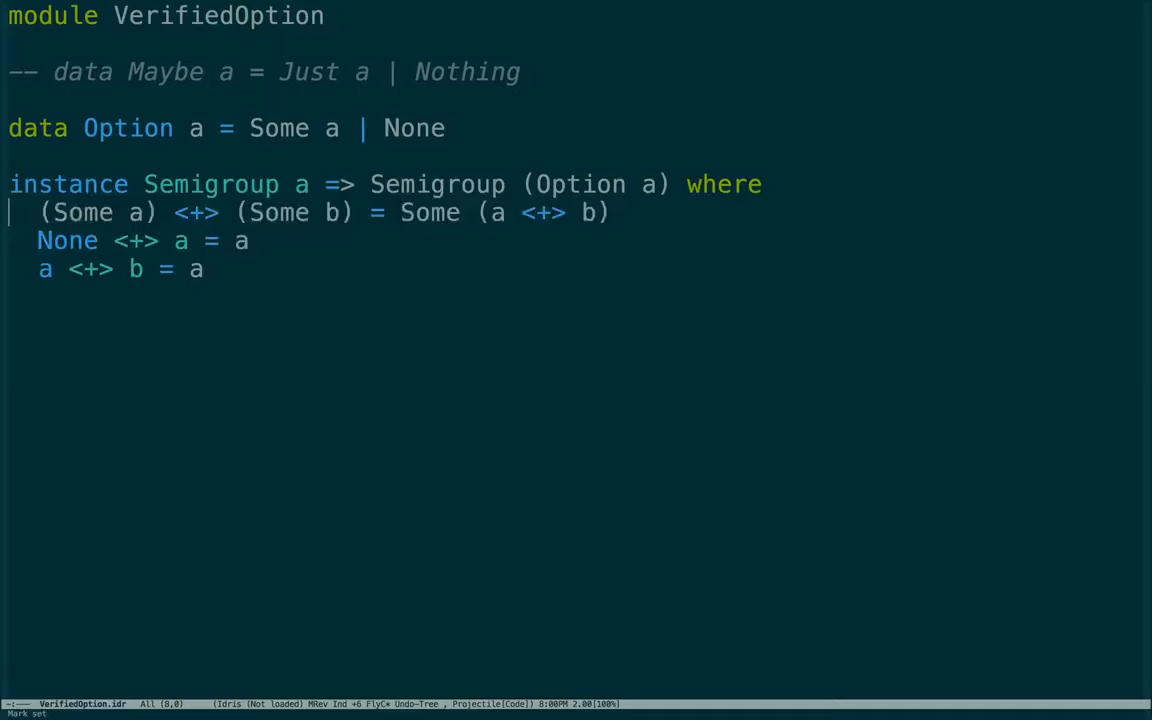 module VerifiedOption
-- data Maybe a = Just a | Nothing
data Option a = Some a | None
instance Semigroup a => Semigroup (Option a) where
  (Some a) <+> (Some b) = Some (a <+> b)
  None <+> a = a
  a <+> b = a
-:--- VerifiedOption.idr All (8,0) (Idris (Not loaded) MRev Ind +6 FlyC* Undo-Tree , Projectile[Code]) 8:00PM 2.00[100%]
Mark set